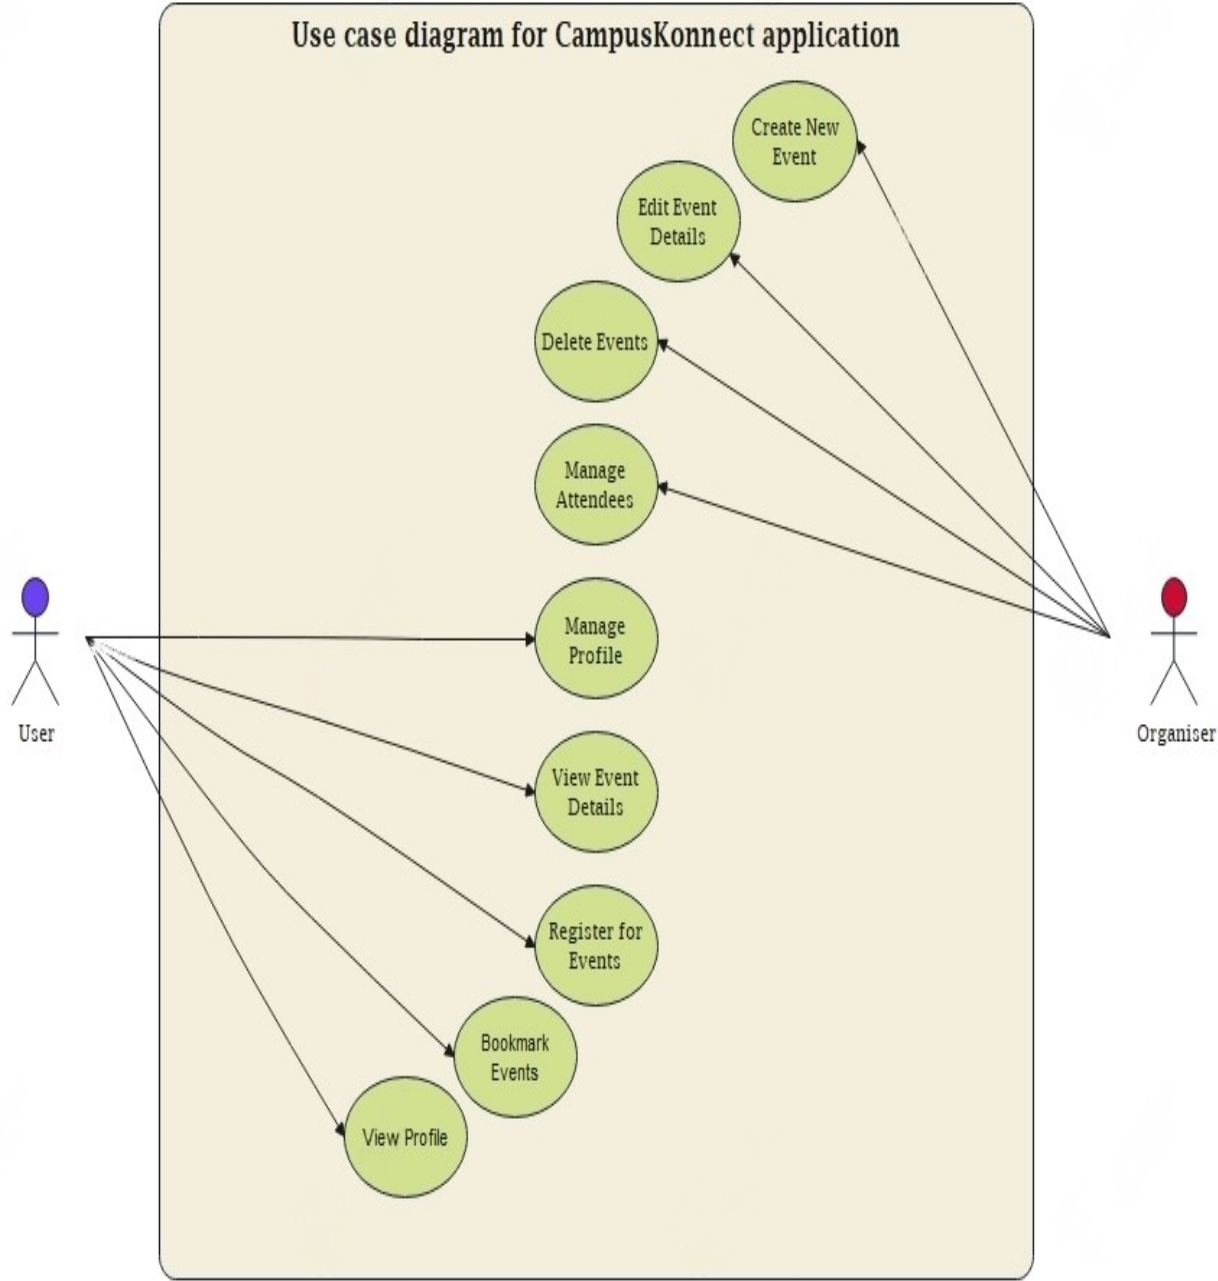 Use case diagram for CampusKonnect application
Create New
Event
Edit Event
Details
Delete Events
Manage
Attendees
Manage
Profile
User
Organiser
View Event
Details
Register for
Events
Bookmark
Events
View Profile